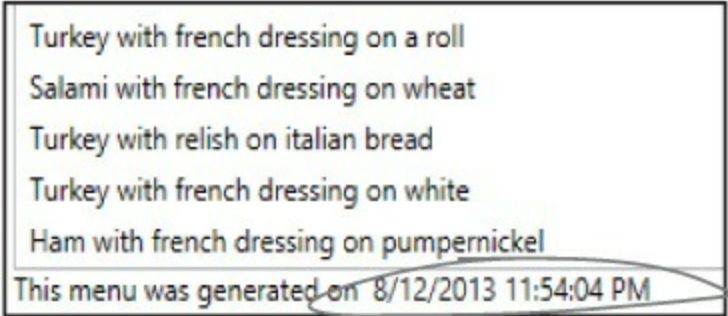 Turkey with french dressing on a roll
Salami with french dressing on wheat
Turkey with relish on italian bread
Turkey with french dressing on white
Ham with french dressing on pumpernickel
This menu was generated on 8/12/2013 11:54:04 PM